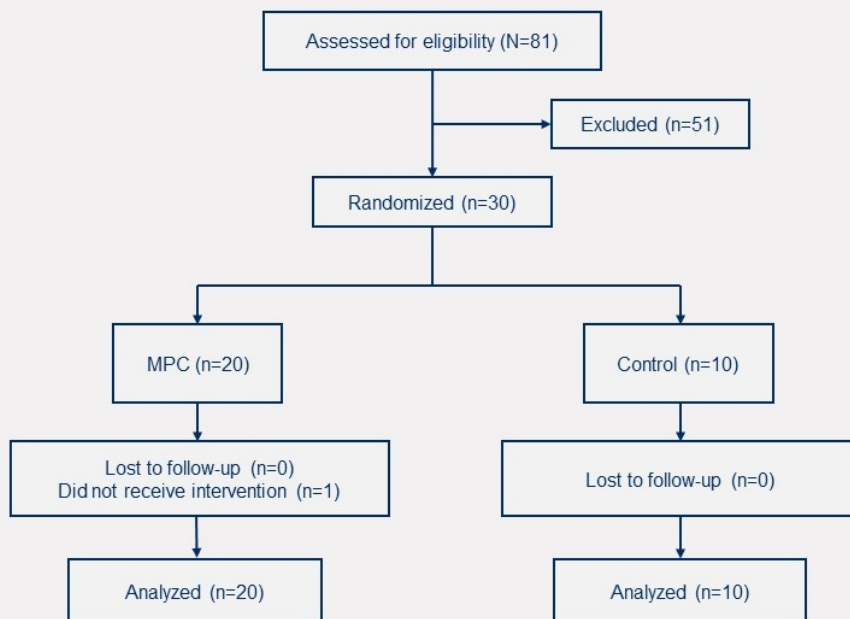 Assessed for eligibility (N=81)
Excluded (n=51)
Randomized (n=30)
MPC (n=20)
Control (n=10)
Lost to follow-up (n=0)
Did not receive intervention (n=1)
Lost to follow-up (n=0)
Analyzed (n=20)
Analyzed (n=10)